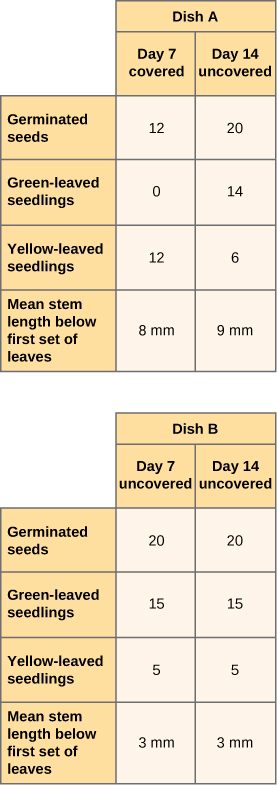 Dish A
Day 7 Day 14
covered uncovered
Germinated
seeds
12 20
Green-leaved
seedlings
0 14
Yellow-leaved
seedlings
12 6
Mean stem
length below
first set of
leaves
8 mm 9 mm
Dish B
Day 7 Day 14
uncovered uncovered
Germinated
seeds
20 20
Green-leaved
seedlings
15 15
Yellow-leaved
seedlings
5 5
Mean stem
length below
first set of
leaves
3 mm 3 mm